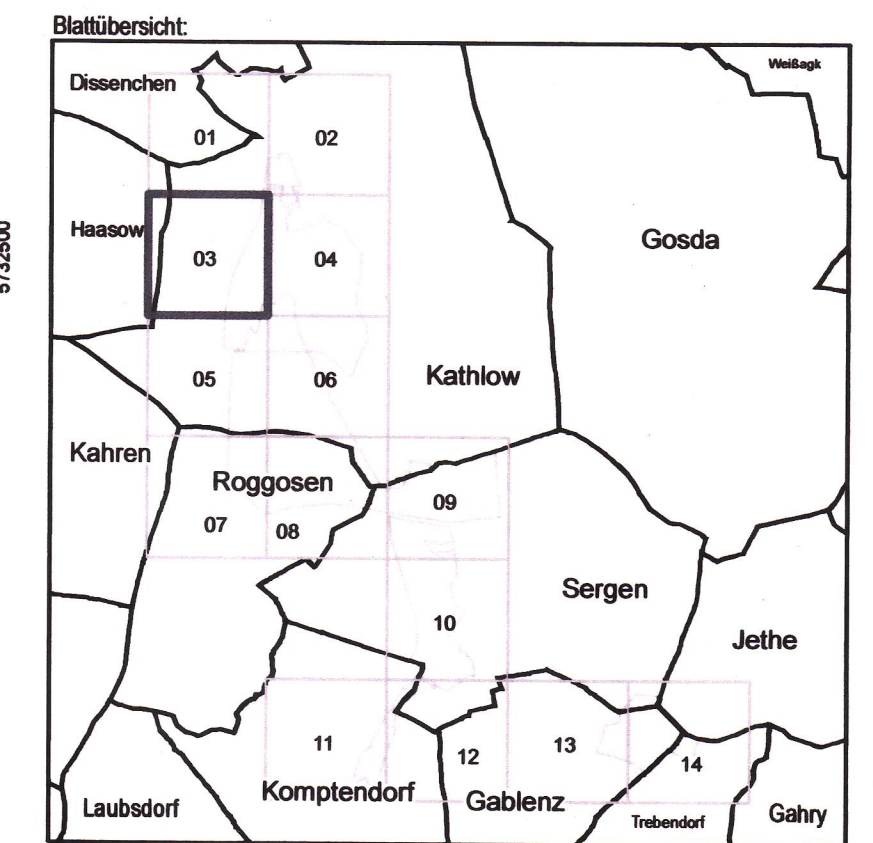 Blattübersicht:
Weißagk
Dissenchen
01
02
Haasow
Gosda
03
04
5732500
05
06
Kathlow
Kahren
Roggosen
09
07
08
Sergen
10
Jethe
11
12
13
14
Komptendorf
Gablenz
Laubsdorf
Trebendorf
Gahry